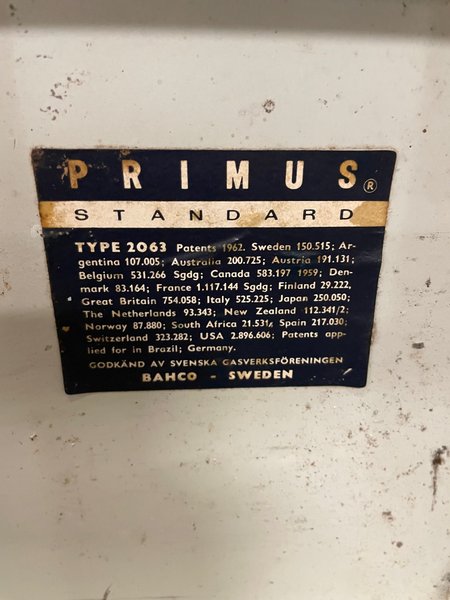 PRIMUS®
STANDARD
TYPE 2063 Patents 1962. Sweden 150.515; Ar-
gentina 107.005; Australia 200.725; Austria 191.131;
Belgium 531.266 Sgdg; Canada 583.197 1959; Den-
mark 83.164; France 1.117.144 Sgdg; Finland 29.222,
Great Britain 754.058; Italy 525.225; Japan 250.050;
The Netherlands 93.343; New Zealand 112.341/2;
Norway 87.880; South Africa 21.531; Spain 217.030;
Switzerland 323.282; USA 2.896.606; Patents app-
lied for in Brazil; Germany.
GODKÄND AV SVENSKA GASVERKSFÖRENINGEN
BAHCO - SWEDEN